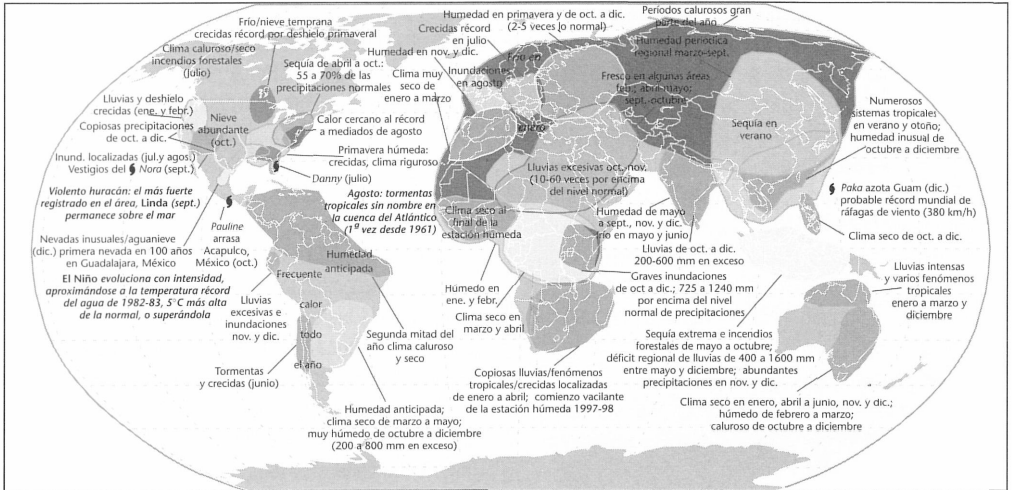 Frío/nieve temprana
crecidas récord por deshielo primaveral
Clima caluroso/seco
incendios forestales
(Julio)
Sequía de abril a oct.:
55 a 70% de las
precipitaciones normales
Lluvias y deshielo
crecidas (ene. y febr.)
Copiosas precipitaciones
de oct. a dic.
Nieve
abundante
(oct.)
Calor cercano al récord
a mediados de agosto
Inund. localizadas (jul.y agos.)
Vestigios del Nora (sept.)
Primavera húmeda:
crecidas, clima riguroso
Danny (julio)
Violento huracán: el más fuerte
registrado en el área, Linda (sept.)
permanece sobre el mar
Agosto: tormentas
tropicales sin nombre en
la cuenca del Atlántico
(1ª vez desde 1961)
Pauline
arrasa
Acapulco,
México (oct.)
Nevadas inusuales/aguanieve
(dic.) primera nevada en 100 años
en Guadalajara, México
El Niño evoluciona con intensidad,
aproximándose a la temperatura récord
del agua de 1982-83, 5°C más alta
de la normal, o superándola
Humedad
anticipada
Frecuente
calor
todo
el año
Lluvias
excesivas e
inundaciones
nov. y dic.
Tormentas
y crecidas (junio)
Segunda mitad del
año clima caluroso
y seco
Humedad anticipada;
clima seco de marzo a mayo;
muy húmedo de octubre a diciembre
(200 a 800 mm en exceso)
Humedad en primavera y de oct. a dic.
(2-5 veces lo normal)
Crecidas récord
en julio
Humedad en nov. y dic.
Clima muy
seco de
enero a marzo
Inundaciones
en agosto
Frío en
enero
Períodos calurosos gran
parte del año
Humedad periódica
regional marzo-sept.
Fresco en algunas áreas
feb.; abril mayo;
sept.-octubre
Sequía en
verano
Numerosos
sistemas tropicales
en verano y otoño;
humedad inusual de
octubre a diciembre
Lluvias excesivas oct.-nov.
(10-60 veces por encima
del nivel normal)
Paka azota Guam (dic.)
probable récord mundial de
ráfagas de viento (380 km/h)
Clima seco al
final de la
estación húmeda
Humedad de mayo
a sept., nov. y dic.
frío en mayo y junio
Clima seco de oct. a dic.
Lluvias de oct. a dic.
200-600 mm en exceso
Húmedo en
ene. y febr.
Clima seco en
marzo y abril
Graves inundaciones
de oct a dic.; 725 a 1240 mm
por encima del nivel
normal de precipitaciones
Lluvias intensas
y varios fenómenos
tropicales
enero a marzo y
diciembre
Sequía extrema e incendios
forestales de mayo a octubre;
déficit regional de lluvias de 400 a 1600 mm
entre mayo y diciembre; abundantes
precipitaciones en nov. y dic.
Copiosas lluvias/fenómenos
tropicales/crecidas localizadas
de enero a abril; comienzo vacilante
de la estación húmeda 1997-98
Clima seco en enero, abril a junio, nov. y dic.;
húmedo de febrero a marzo;
caluroso de octubre a diciembre